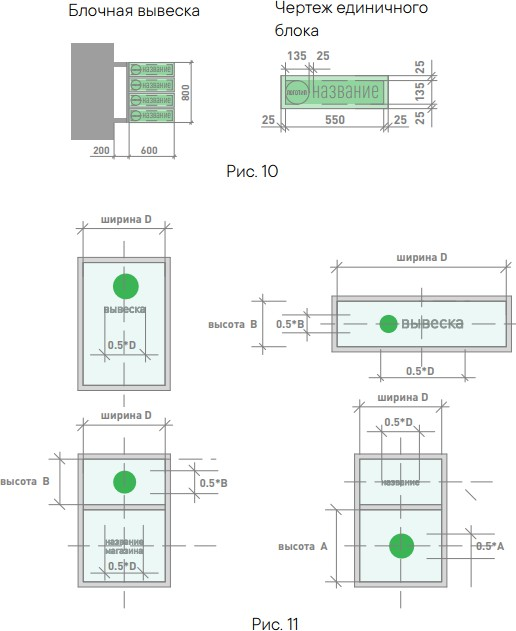 Блочная вывеска
Чертеж единичного
блока
135 25
название
название
название
название
800
200 600
логотип название
25
135
25
25 550 25
Рис. 10
ширина D
вывеска
0.5*D
ширина D
высота B
0.5*B
вывеска
0.5*D
ширина D
высота B
0.5*B
название
магазина
0.5*D
ширина D
0.5*D
название
высота A
0.5*A
Рис. 11